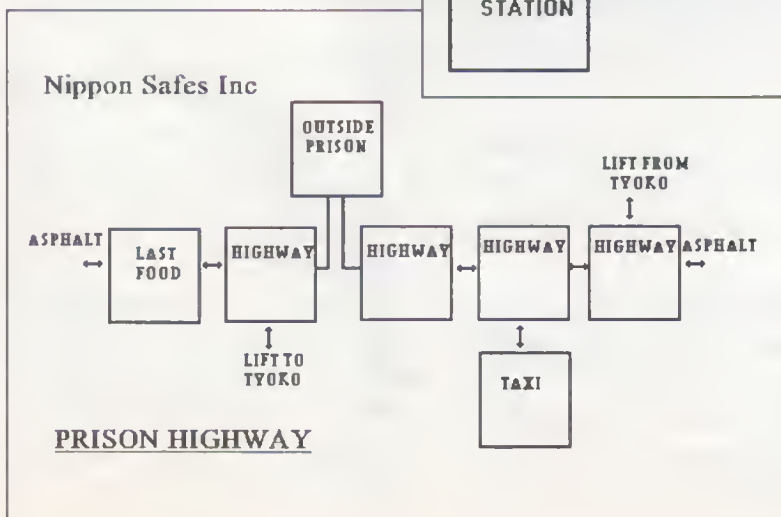 STATION
Nippon Safes Inc
OUTSIDE
PRISON
LIFT FROM
TYOKO
ASPHALT
LAST
FOOD
HIGHWAY
HIGHWAY
HIGHWAY
HIGHWAY
ASPHALT
LIFT TO
TYOKO
TAXI
PRISON HIGHWAY